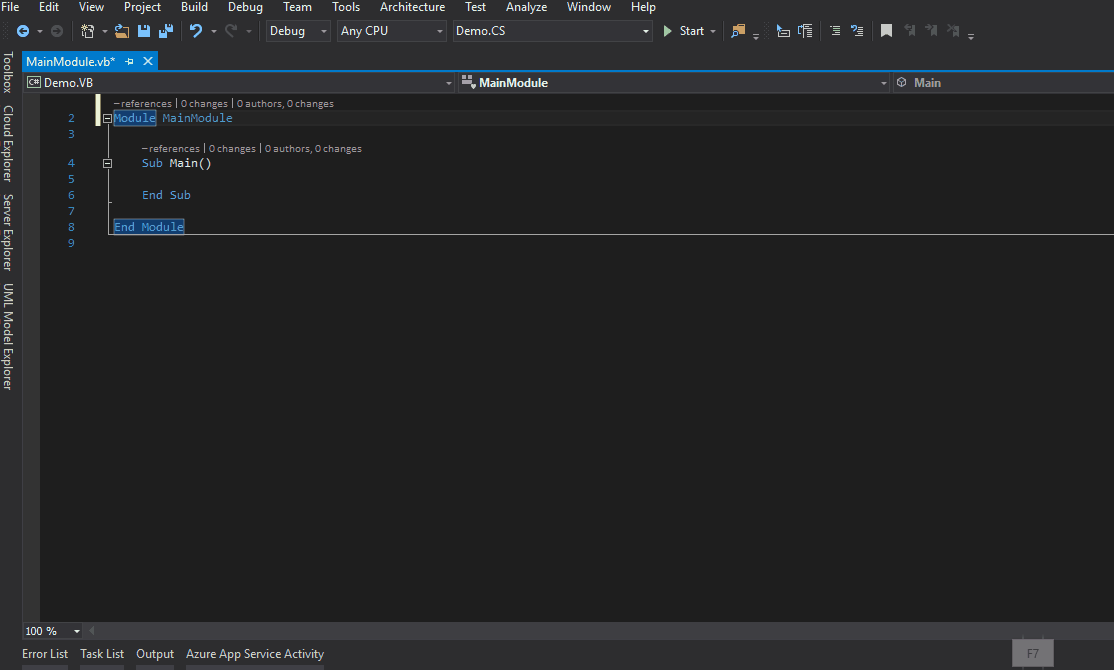 File Edit View Project Build Debug Team Tools Architecture Test Analyze Window Help
Debug Any CPU Demo.CS Start
MainModule.vb*
C# Demo.VB MainModule Main
Toolbox
Cloud Explorer
Server Explorer
UML Model Explorer
– references | 0 changes | 0 authors, 0 changes
2 Module MainModule
3
– references | 0 changes | 0 authors, 0 changes
4 Sub Main()
5
6 End Sub
7
8 End Module
9
100 %
Error List Task List Output Azure App Service Activity
F7